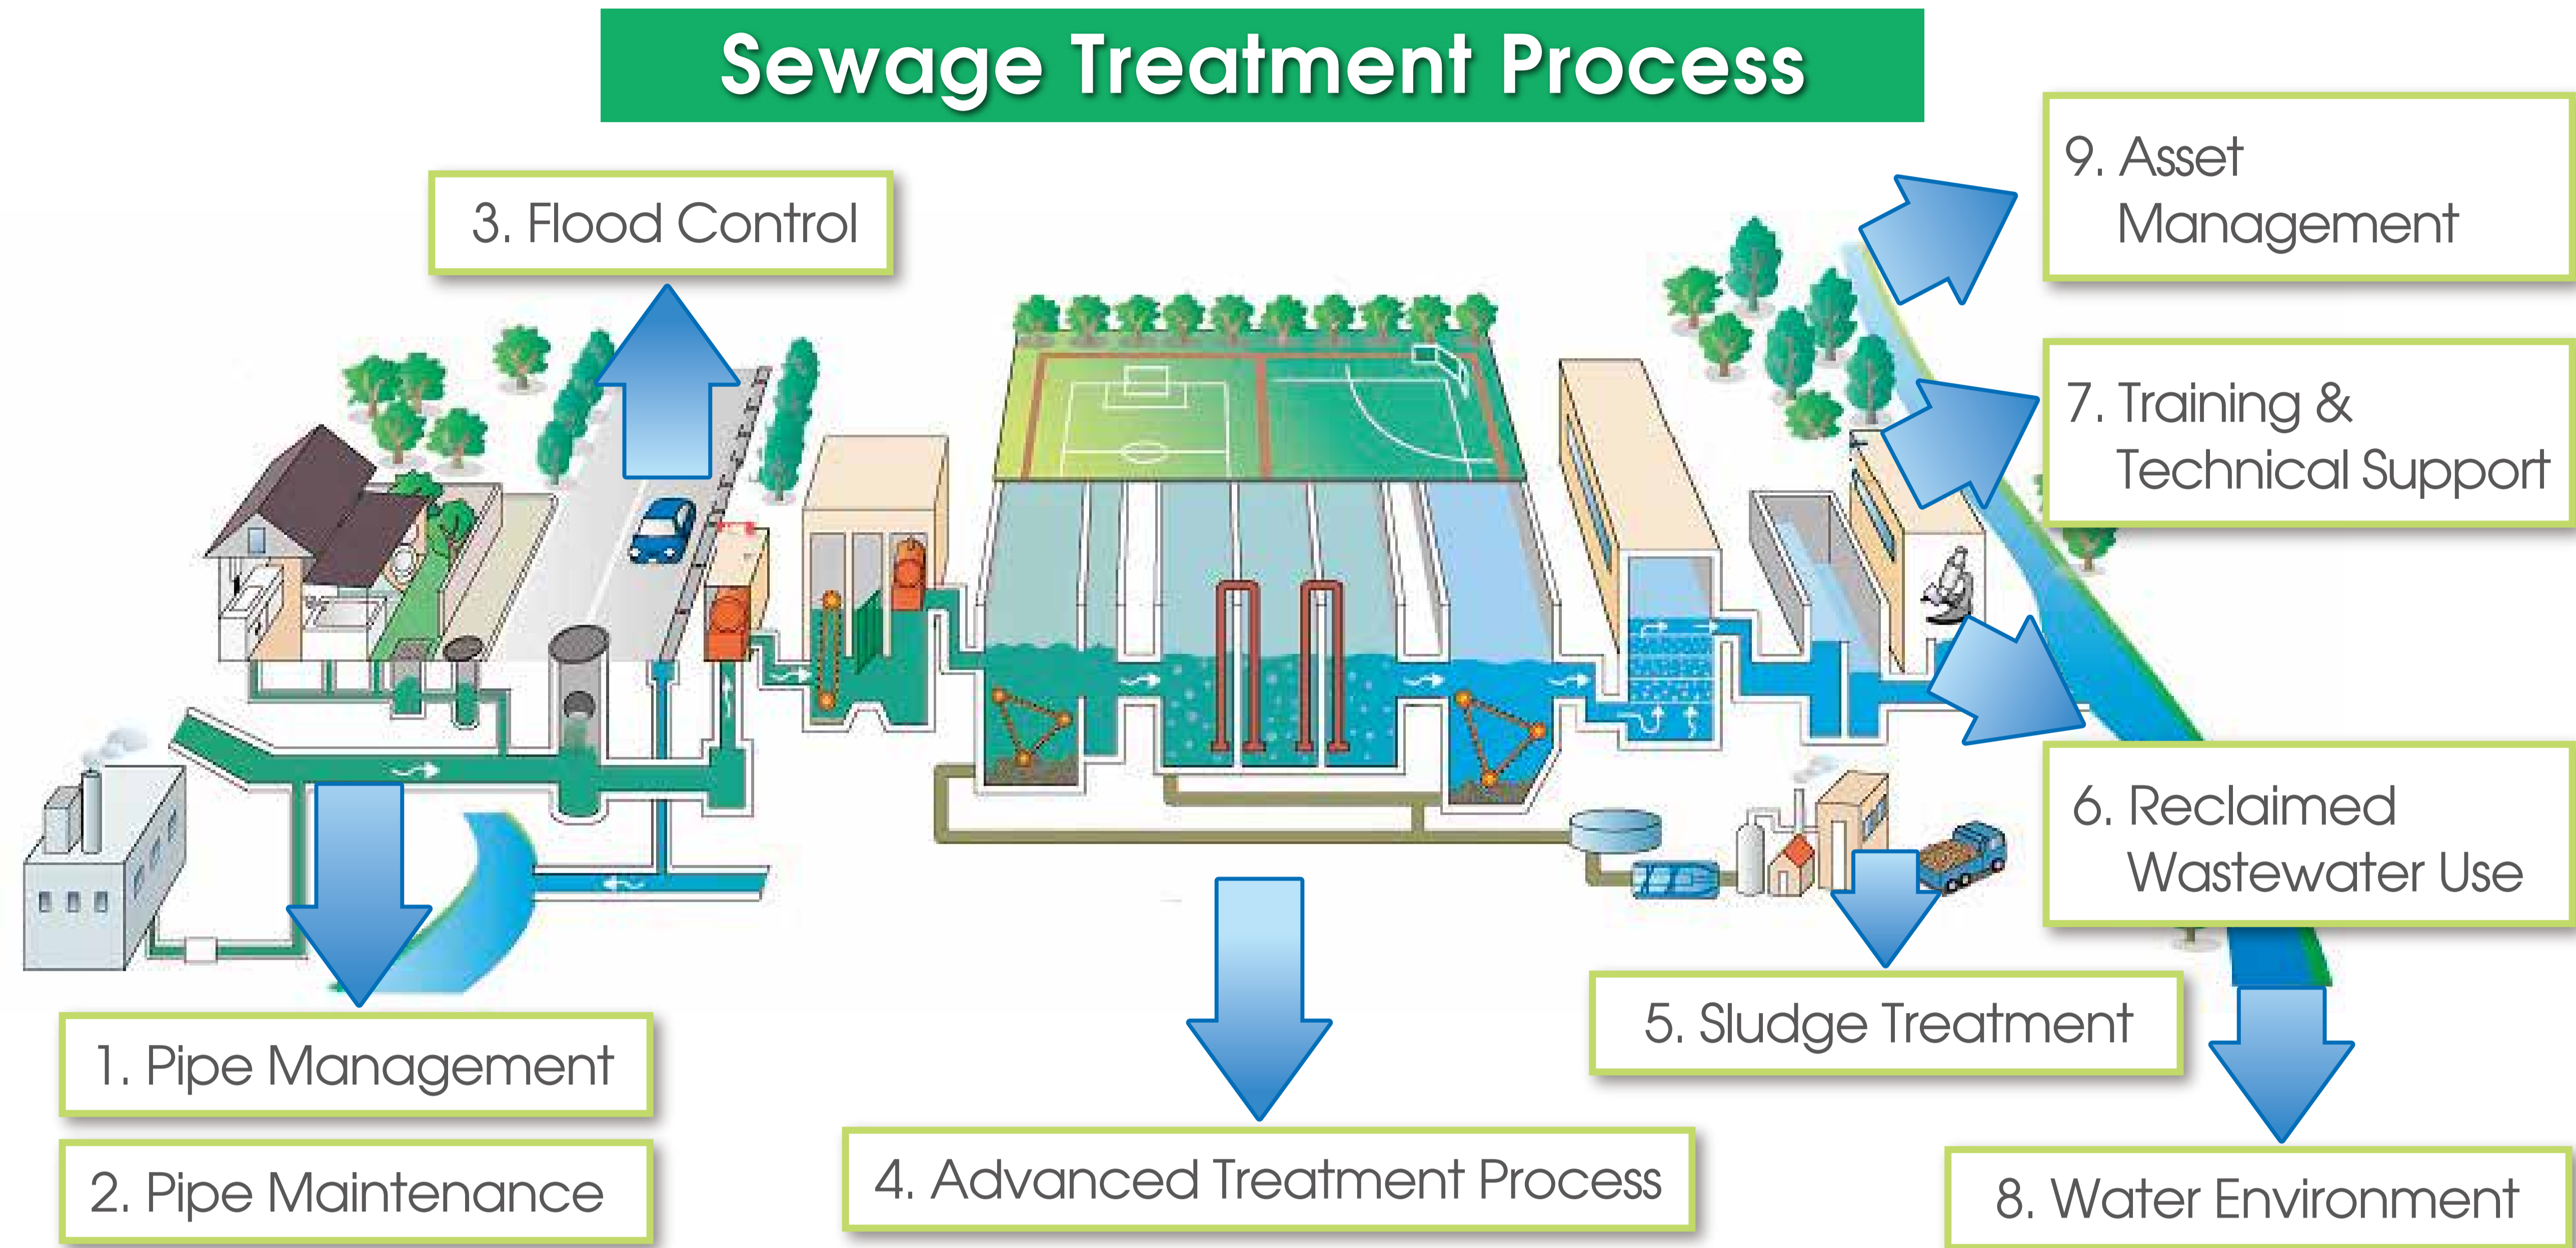 Sewage Treatment Process
3. Flood Control
9. Asset
Management
7. Training &
Technical Support
6. Reclaimed
Wastewater Use
5. Sludge Treatment
1. Pipe Management
2. Pipe Maintenance
4. Advanced Treatment Process
8. Water Environment